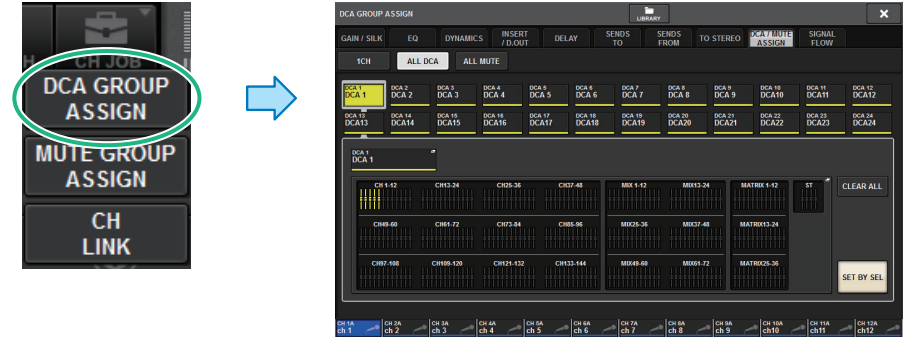 CH JOB
DCA GROUP
ASSIGN
MUTE GROUP
ASSIGN
CH
LINK
DCA GROUP ASSIGN
LIBRARY
GAIN / SILK
EQ
DYNAMICS
INSERT
/ D.OUT
DELAY
SENDS
TO
SENDS
FROM
TO STEREO
DCA / MUTE
ASSIGN
SIGNAL
FLOW
1CH
ALL DCA
ALL MUTE
DCA 1 DCA 2 DCA 3 DCA 4 DCA 5 DCA 6 DCA 7 DCA 8 DCA 9 DCA 10 DCA 11 DCA 12
DCA 1 DCA 2 DCA 3 DCA 4 DCA 5 DCA 6 DCA 7 DCA 8 DCA 9 DCA10 DCA11 DCA12
DCA 13 DCA 14 DCA 15 DCA 16 DCA 17 DCA 18 DCA 19 DCA 20 DCA 21 DCA 22 DCA 23 DCA 24
DCA13 DCA14 DCA15 DCA16 DCA17 DCA18 DCA19 DCA20 DCA21 DCA22 DCA23 DCA24
DCA 1
DCA 1
CH 1-12 CH13-24 CH25-36 CH37-48 MIX 1-12 MIX13-24 MATRIX 1-12 ST
CLEAR ALL
CH49-60 CH61-72 CH73-84 CH85-96 MIX25-36 MIX37-48 MATRIX13-24
CH97-108 CH109-120 CH121-132 CH133-144 MIX49-60 MIX61-72 MATRIX25-36
SET BY SEL
CH 1A CH 2A CH 3A CH 4A CH 5A CH 6A CH 7A CH 8A CH 9A CH 10A CH 11A CH 12A
ch 1 ch 2 ch 3 ch 4 ch 5 ch 6 ch 7 ch 8 ch 9 ch10 ch11 ch12